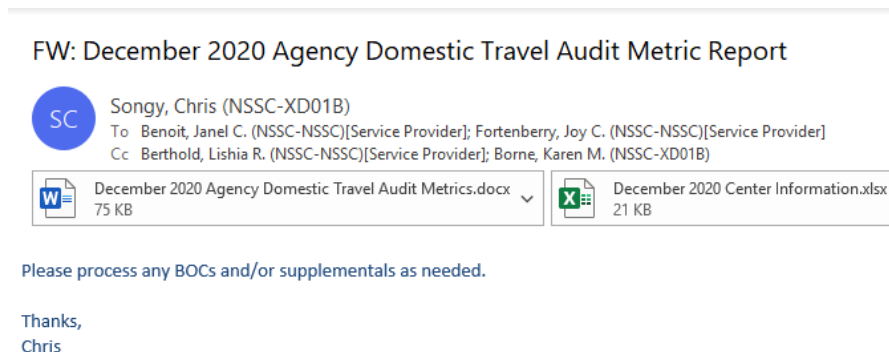 FW: December 2020 Agency Domestic Travel Audit Metric Report
SC
Songy, Chris (NSSC-XD01B)
To Benoit, Janel C. (NSSC-NSSC)[Service Provider]; Fortenberry, Joy C. (NSSC-NSSC)[Service Provider]
Cc Berthold, Lishia R. (NSSC-NSSC)[Service Provider]; Borne, Karen M. (NSSC-XD01B)
December 2020 Agency Domestic Travel Audit Metrics.docx
75 KB
December 2020 Center Information.xlsx
21 KB
Please process any BOCs and/or supplementals as needed.
Thanks,
Chris